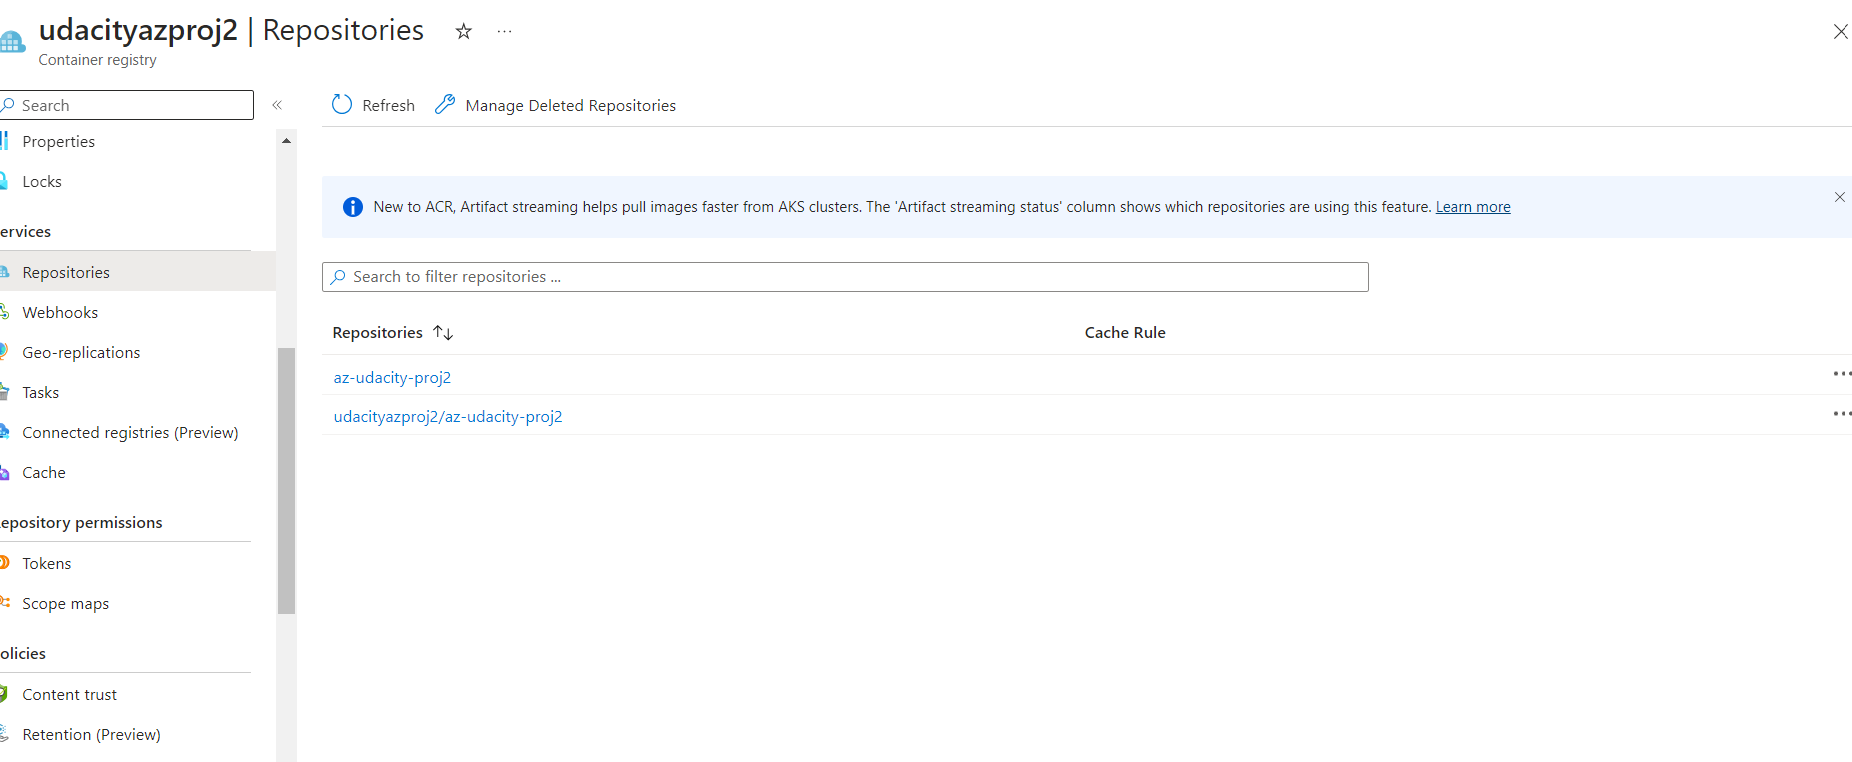 udacityazproj2 | Repositories
Container registry
Search
Refresh
Manage Deleted Repositories
Properties
Locks
ervices
Repositories
Webhooks
Geo-replications
Tasks
Connected registries (Preview)
Cache
epository permissions
Tokens
Scope maps
olicies
Content trust
Retention (Preview)
New to ACR, Artifact streaming helps pull images faster from AKS clusters. The 'Artifact streaming status' column shows which repositories are using this feature. Learn more
Search to filter repositories ...
Repositories
Cache Rule
az-udacity-proj2
udacityazproj2/az-udacity-proj2